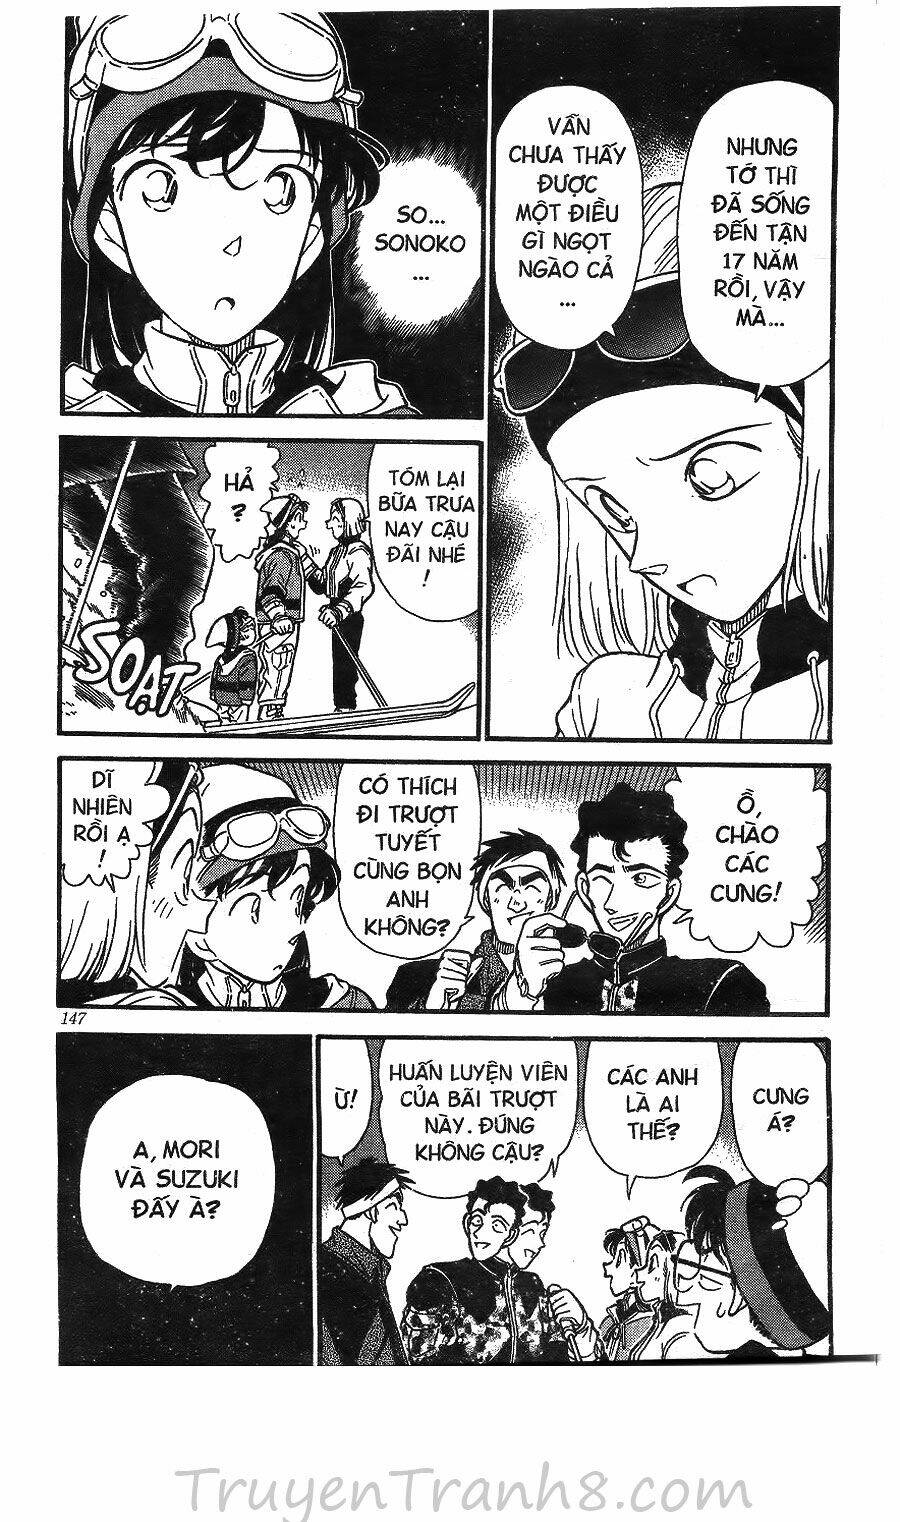 NHƯNG
TỚ THÌ
ĐÃ SỐNG
ĐẾN TẬN
17 NĂM
RỒI, VẬY
MÀ...
VẪN
CHƯA THẤY
ĐƯỢC
MỘT ĐIỀU
GÌ NGỌT
NGÀO CẢ
...
SO...
SONOKO
...
TÓM LẠI
BỮA TRƯA
NAY CẬU
ĐÃI NHÉ
!
HẢ
?
SOẠT
Ồ,
CHÀO
CÁC
CƯNG!
CÓ THÍCH
ĐI TRƯỢT
TUYẾT
CÙNG BỌN
ANH
KHÔNG?
DĨ
NHIÊN
RỒI Ạ
!
147
CƯNG
Á?
CÁC ANH
LÀ AI
THẾ?
HUẤN LUYỆN VIÊN
CỦA BÃI TRƯỢT
NÀY. ĐÚNG
KHÔNG CẬU?
Ừ!
A, MORI
VÀ SUZUKI
ĐẤY À?
TruyenTranh8.com